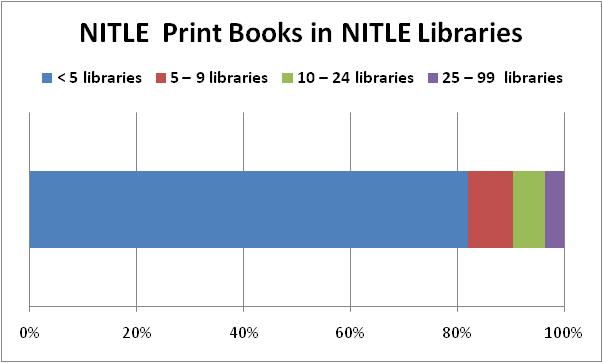 NITLE  Print Books in NITLE Libraries
< 5 libraries 5 – 9 libraries 10 – 24 libraries 25 – 99  libraries
0% 20% 40% 60% 80% 100%